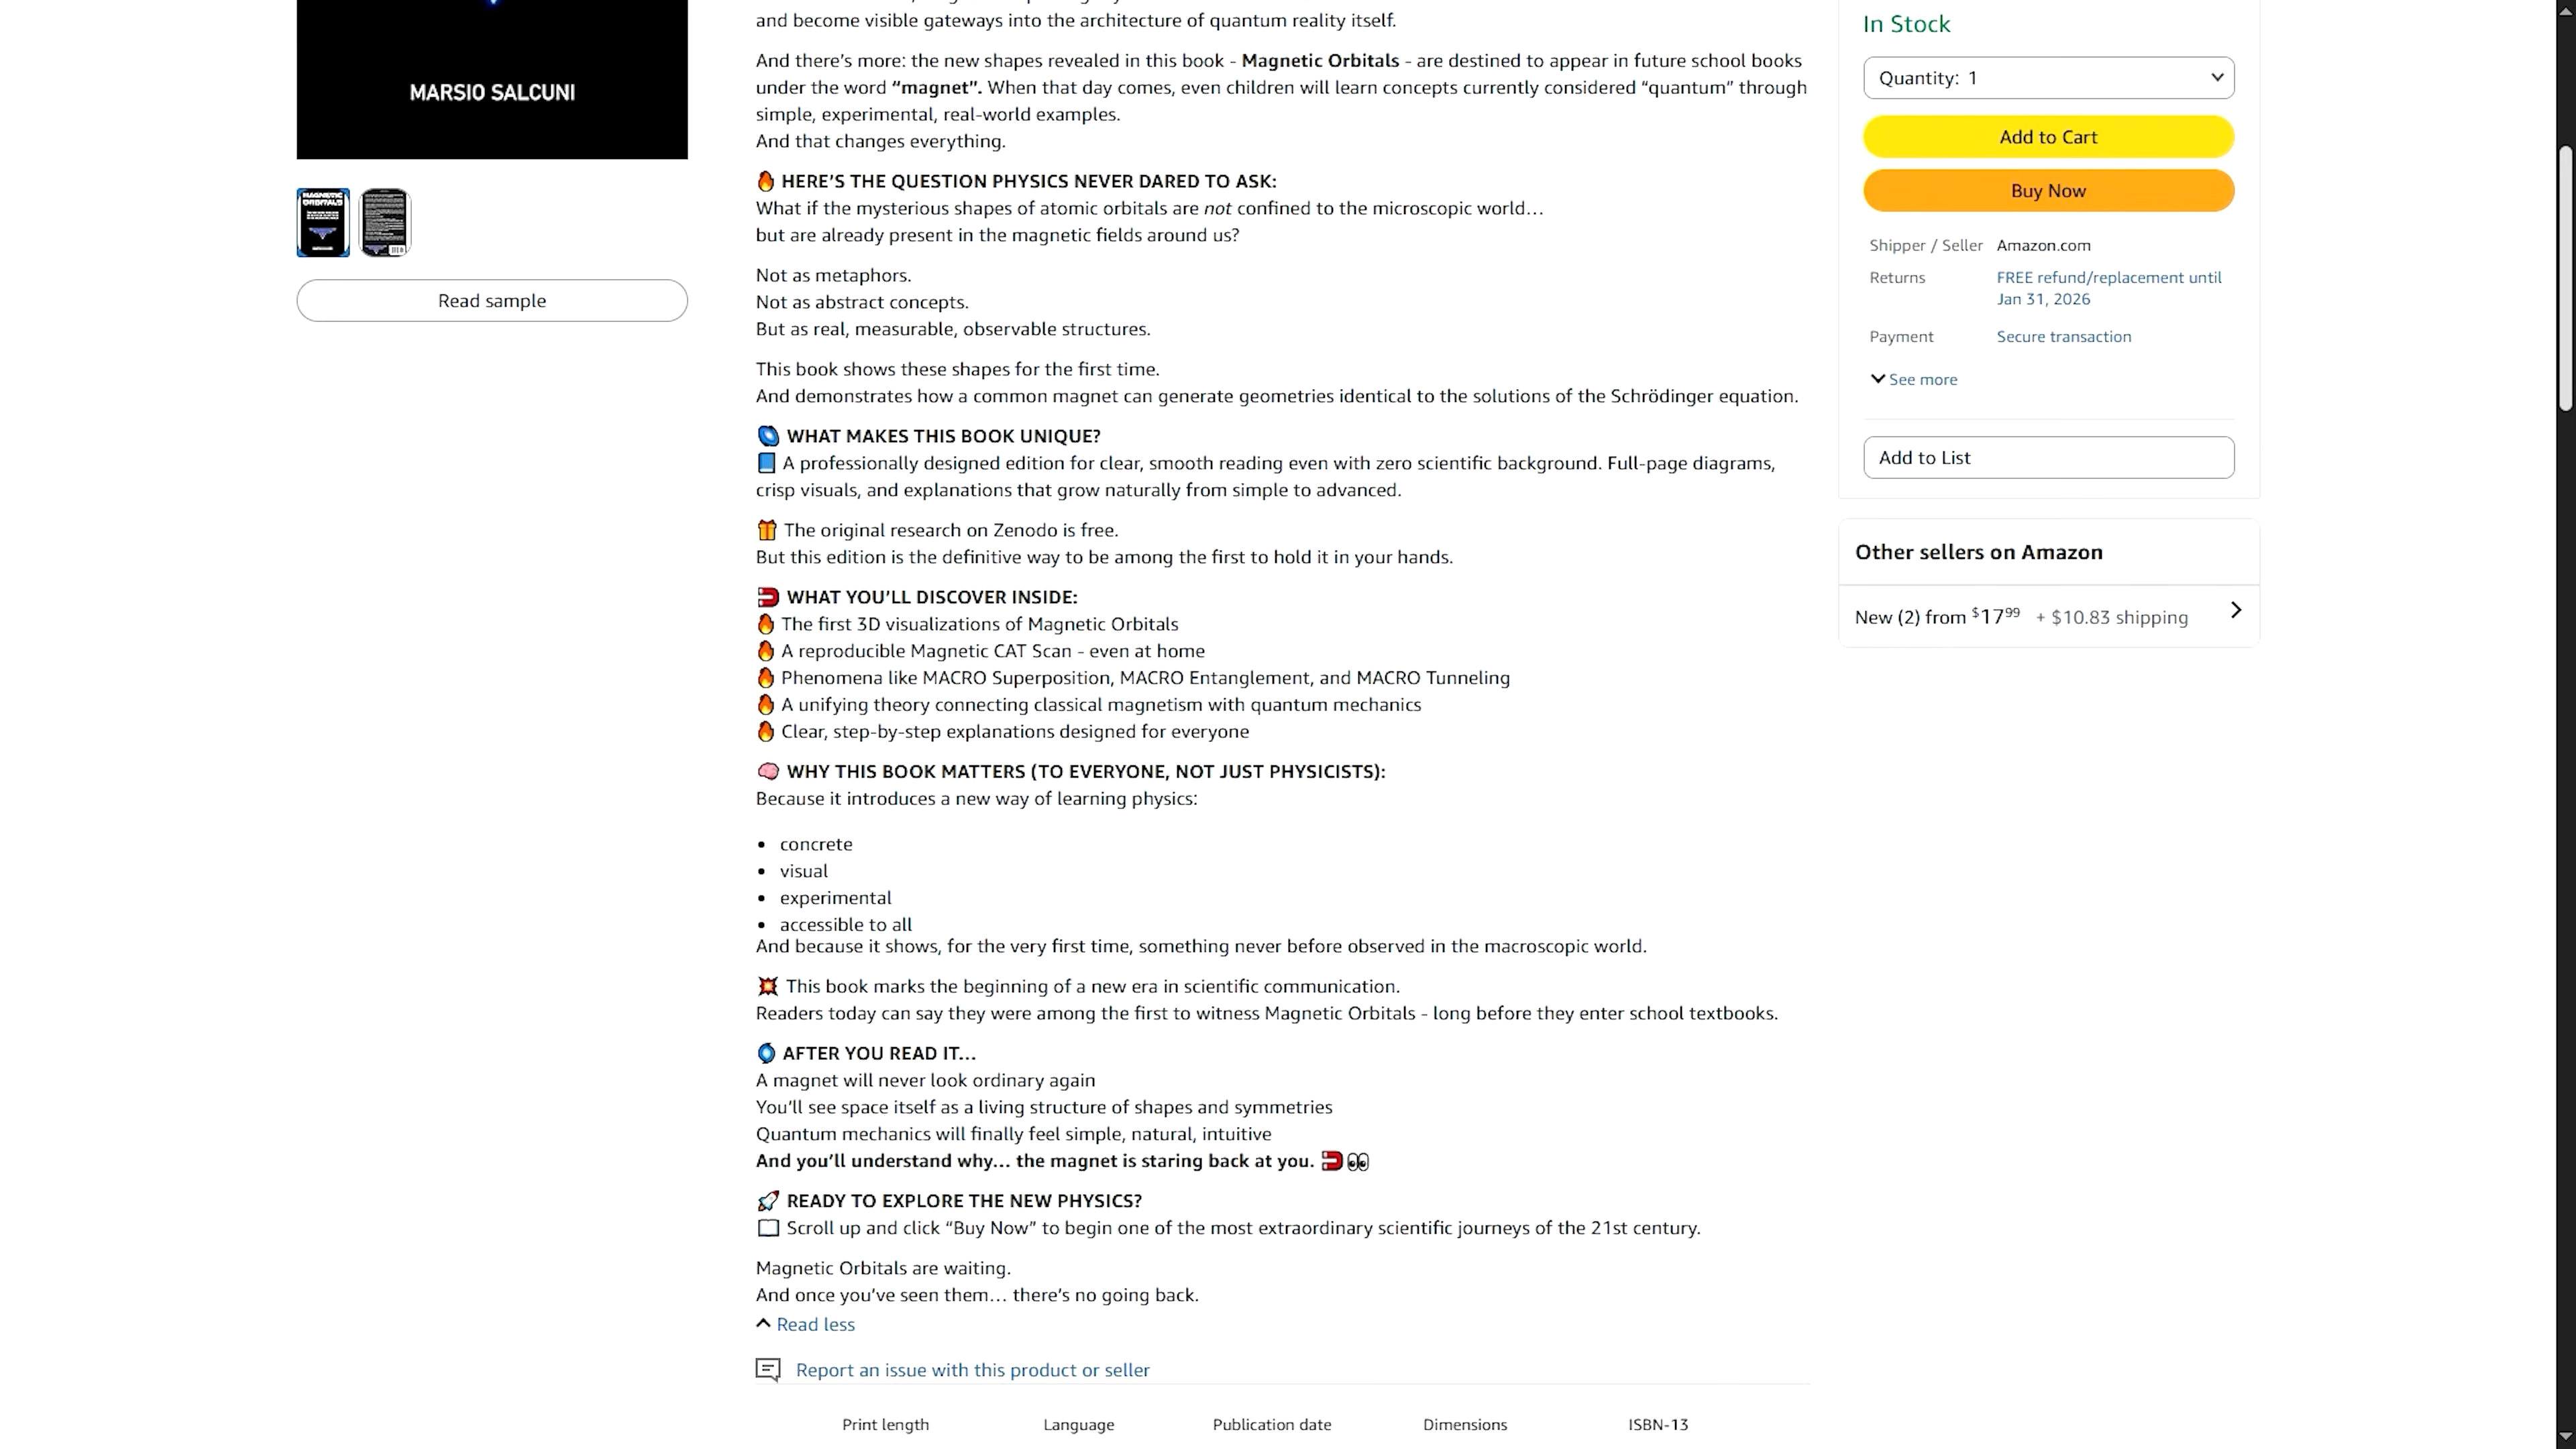 and become visible gateways into the architecture of quantum reality itself.
And there's more: the new shapes revealed in this book - Magnetic Orbitals - are destined to appear in future school books
under the word “magnet”. When that day comes, even children will learn concepts currently considered “quantum” through
simple, experimental, real-world examples.
And that changes everything.
🔥 HERE'S THE QUESTION PHYSICS NEVER DARED TO ASK:
What if the mysterious shapes of atomic orbitals are not confined to the microscopic world…
but are already present in the magnetic fields around us?
Not as metaphors.
Not as abstract concepts.
But as real, measurable, observable structures.
This book shows these shapes for the first time.
And demonstrates how a common magnet can generate geometries identical to the solutions of the Schrödinger equation.
WHAT MAKES THIS BOOK UNIQUE?
📘 A professionally designed edition for clear, smooth reading even with zero scientific background. Full-page diagrams,
crisp visuals, and explanations that grow naturally from simple to advanced.
🎁 The original research on Zenodo is free.
But this edition is the definitive way to be among the first to hold it in your hands.
🧲 WHAT YOU'LL DISCOVER INSIDE:
🔥 The first 3D visualizations of Magnetic Orbitals
🔥 A reproducible Magnetic CAT Scan - even at home
🔥 Phenomena like MACRO Superposition, MACRO Entanglement, and MACRO Tunneling
🔥 A unifying theory connecting classical magnetism with quantum mechanics
🔥 Clear, step-by-step explanations designed for everyone
🧠 WHY THIS BOOK MATTERS (TO EVERYONE, NOT JUST PHYSICISTS):
Because it introduces a new way of learning physics:
• concrete
• visual
• experimental
• accessible to all
And because it shows, for the very first time, something never before observed in the macroscopic world.
💥 This book marks the beginning of a new era in scientific communication.
Readers today can say they were among the first to witness Magnetic Orbitals - long before they enter school textbooks.
🌀 AFTER YOU READ IT…
A magnet will never look ordinary again
You'll see space itself as a living structure of shapes and symmetries
Quantum mechanics will finally feel simple, natural, intuitive
And you'll understand why… the magnet is staring back at you. 🧲👀
🚀 READY TO EXPLORE THE NEW PHYSICS?
📖 Scroll up and click “Buy Now” to begin one of the most extraordinary scientific journeys of the 21st century.
Magnetic Orbitals are waiting.
And once you've seen them… there's no going back.
Read less
Report an issue with this product or seller
Print length
Language
Publication date
Dimensions
ISBN-13
MARSIO SALCUNI
MAGNETIC
ORBITALS
Read sample
In Stock
Quantity: 1
Add to Cart
Buy Now
Shipper / Seller Amazon.com
Returns FREE refund/replacement until
Jan 31, 2026
Payment Secure transaction
See more
Add to List
Other sellers on Amazon
New (2) from $17⁹⁹ + $10.83 shipping